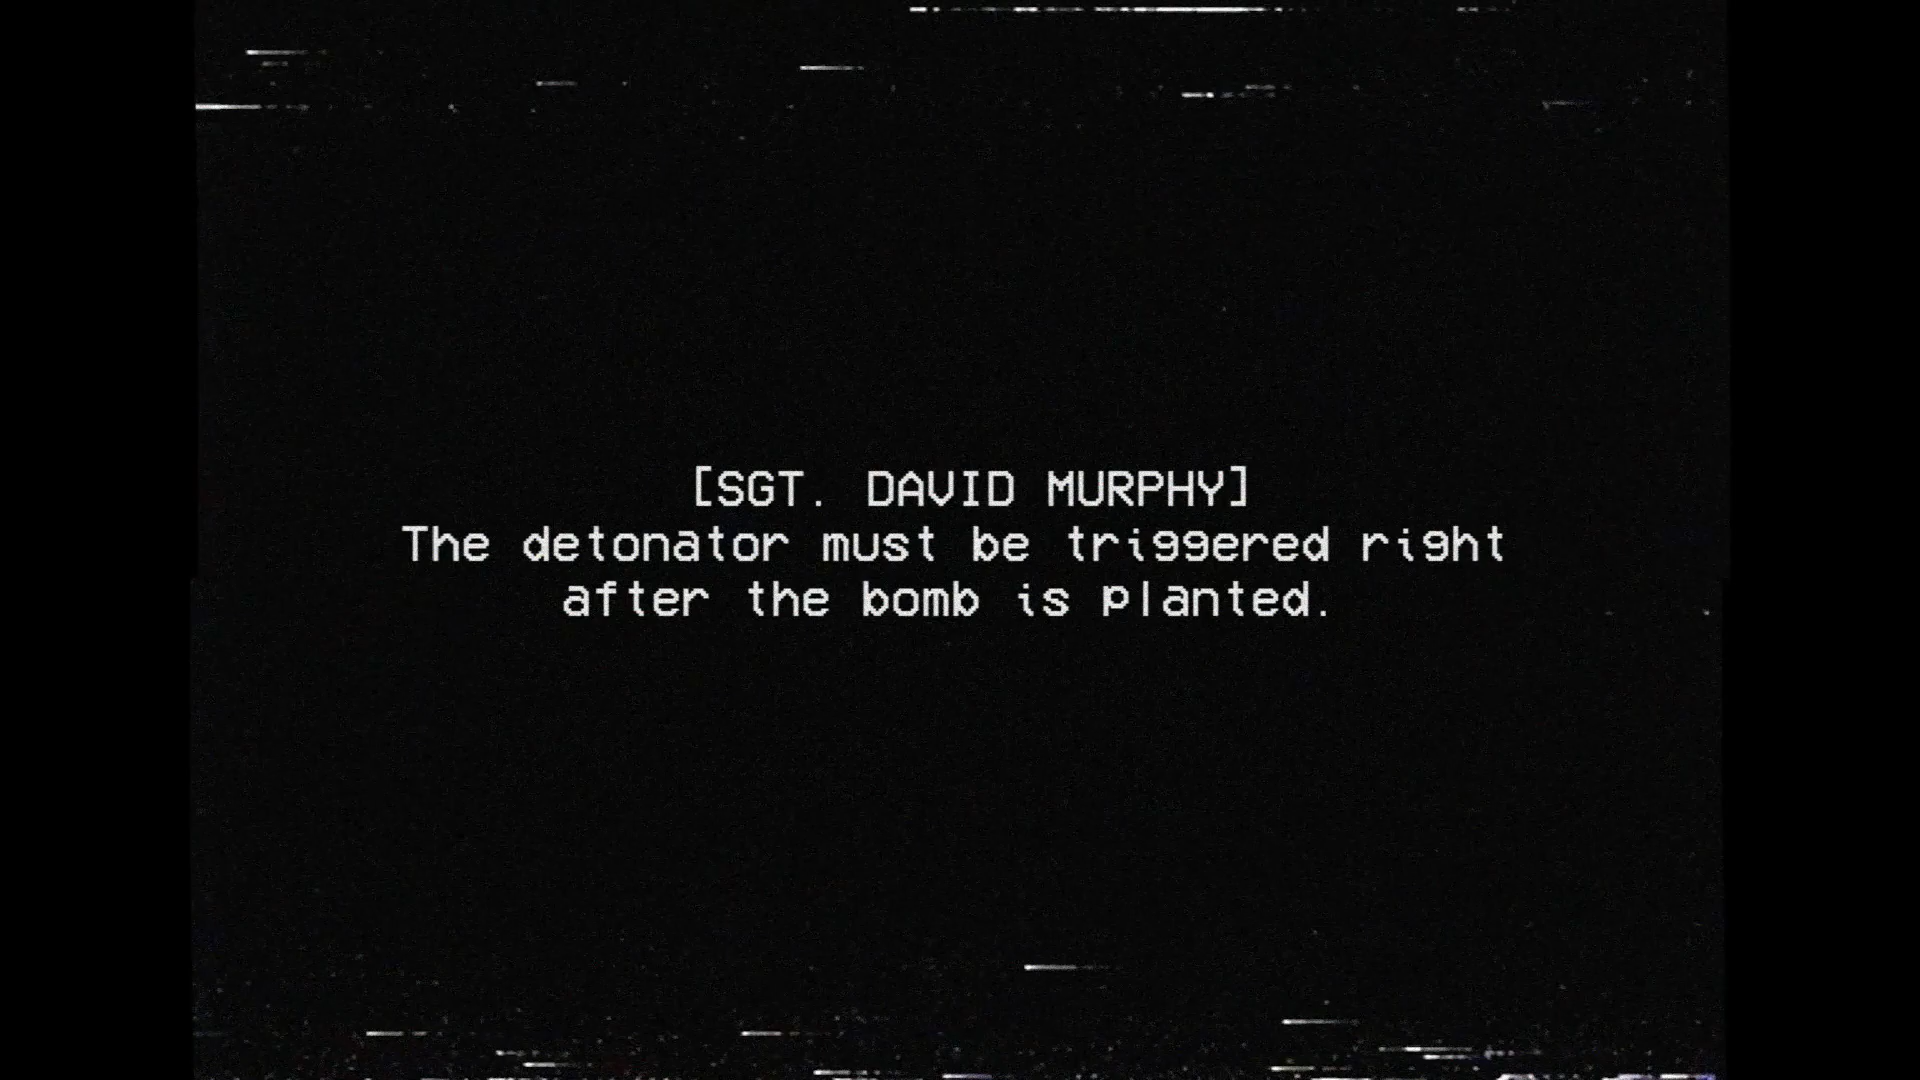 [SGT. DAVID MURPHY]
The detonator must be triggered right
after the bomb is planted.